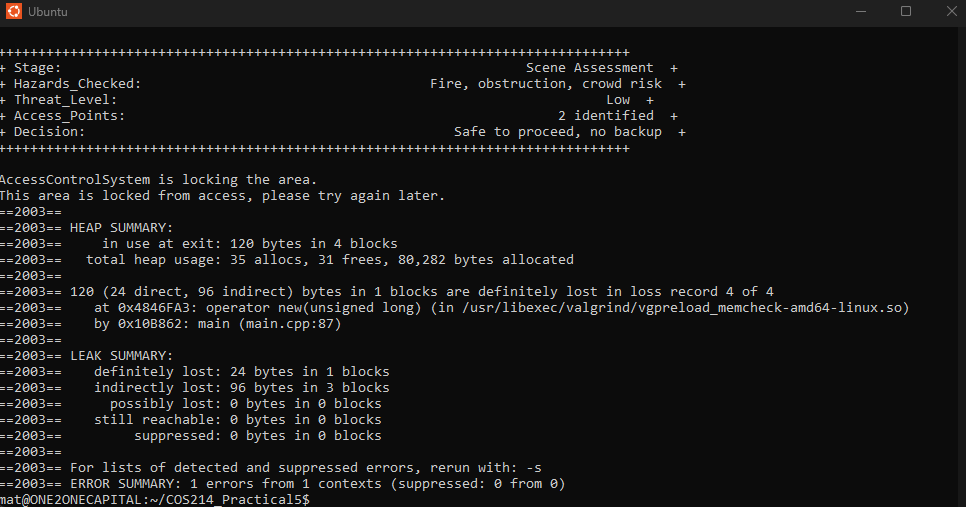 Ubuntu
+++++++++++++++++++++++++++++++++++++++++++++++++++++++++++++++++++++++++++++++
+ Stage:                                                          Scene Assessment  +
+ Hazards_Checked:                                    Fire, obstruction, crowd risk  +
+ Threat_Level:                                                             Low  +
+ Access_Points:                                                      2 identified  +
+ Decision:                                              Safe to proceed, no backup  +
+++++++++++++++++++++++++++++++++++++++++++++++++++++++++++++++++++++++++++++++
AccessControlSystem is locking the area.
This area is locked from access, please try again later.
==2003==
==2003== HEAP SUMMARY:
==2003==     in use at exit: 120 bytes in 4 blocks
==2003==   total heap usage: 35 allocs, 31 frees, 80,282 bytes allocated
==2003==
==2003== 120 (24 direct, 96 indirect) bytes in 1 blocks are definitely lost in loss record 4 of 4
==2003==    at 0x4846FA3: operator new(unsigned long) (in /usr/libexec/valgrind/vgpreload_memcheck-amd64-linux.so)
==2003==    by 0x10B862: main (main.cpp:87)
==2003==
==2003== LEAK SUMMARY:
==2003==    definitely lost: 24 bytes in 1 blocks
==2003==    indirectly lost: 96 bytes in 3 blocks
==2003==      possibly lost: 0 bytes in 0 blocks
==2003==    still reachable: 0 bytes in 0 blocks
==2003==         suppressed: 0 bytes in 0 blocks
==2003==
==2003== For lists of detected and suppressed errors, rerun with: -s
==2003== ERROR SUMMARY: 1 errors from 1 contexts (suppressed: 0 from 0)
mat@ONE2ONECAPITAL:~/COS214_Practical5$